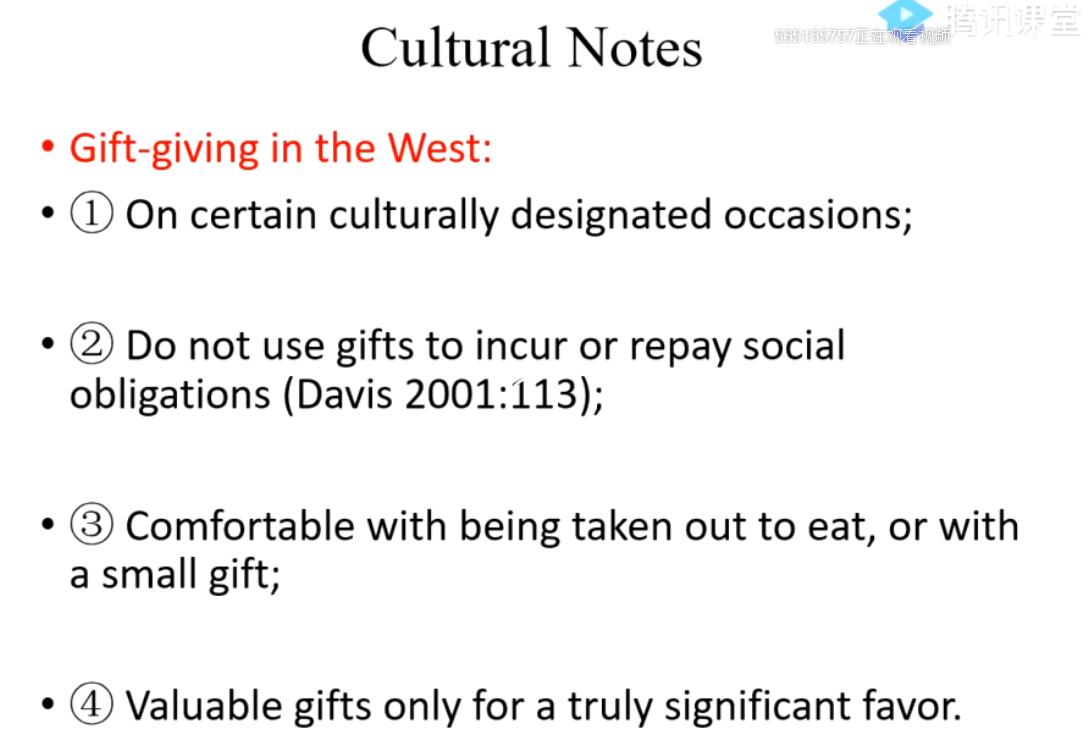 腾讯课堂
565155757正在观看视频
Cultural Notes
• Gift-giving in the West:
• ① On certain culturally designated occasions;
• ② Do not use gifts to incur or repay social
obligations (Davis 2001:113);
• ③ Comfortable with being taken out to eat, or with
a small gift;
• ④ Valuable gifts only for a truly significant favor.